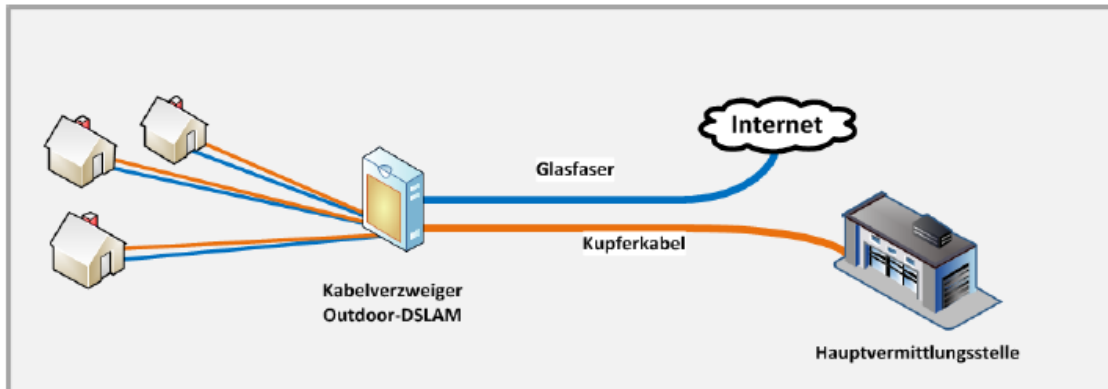 Internet
Glasfaser
Kupferkabel
Kabelverzweiger
Outdoor-DSLAM
Hauptvermittlungsstelle